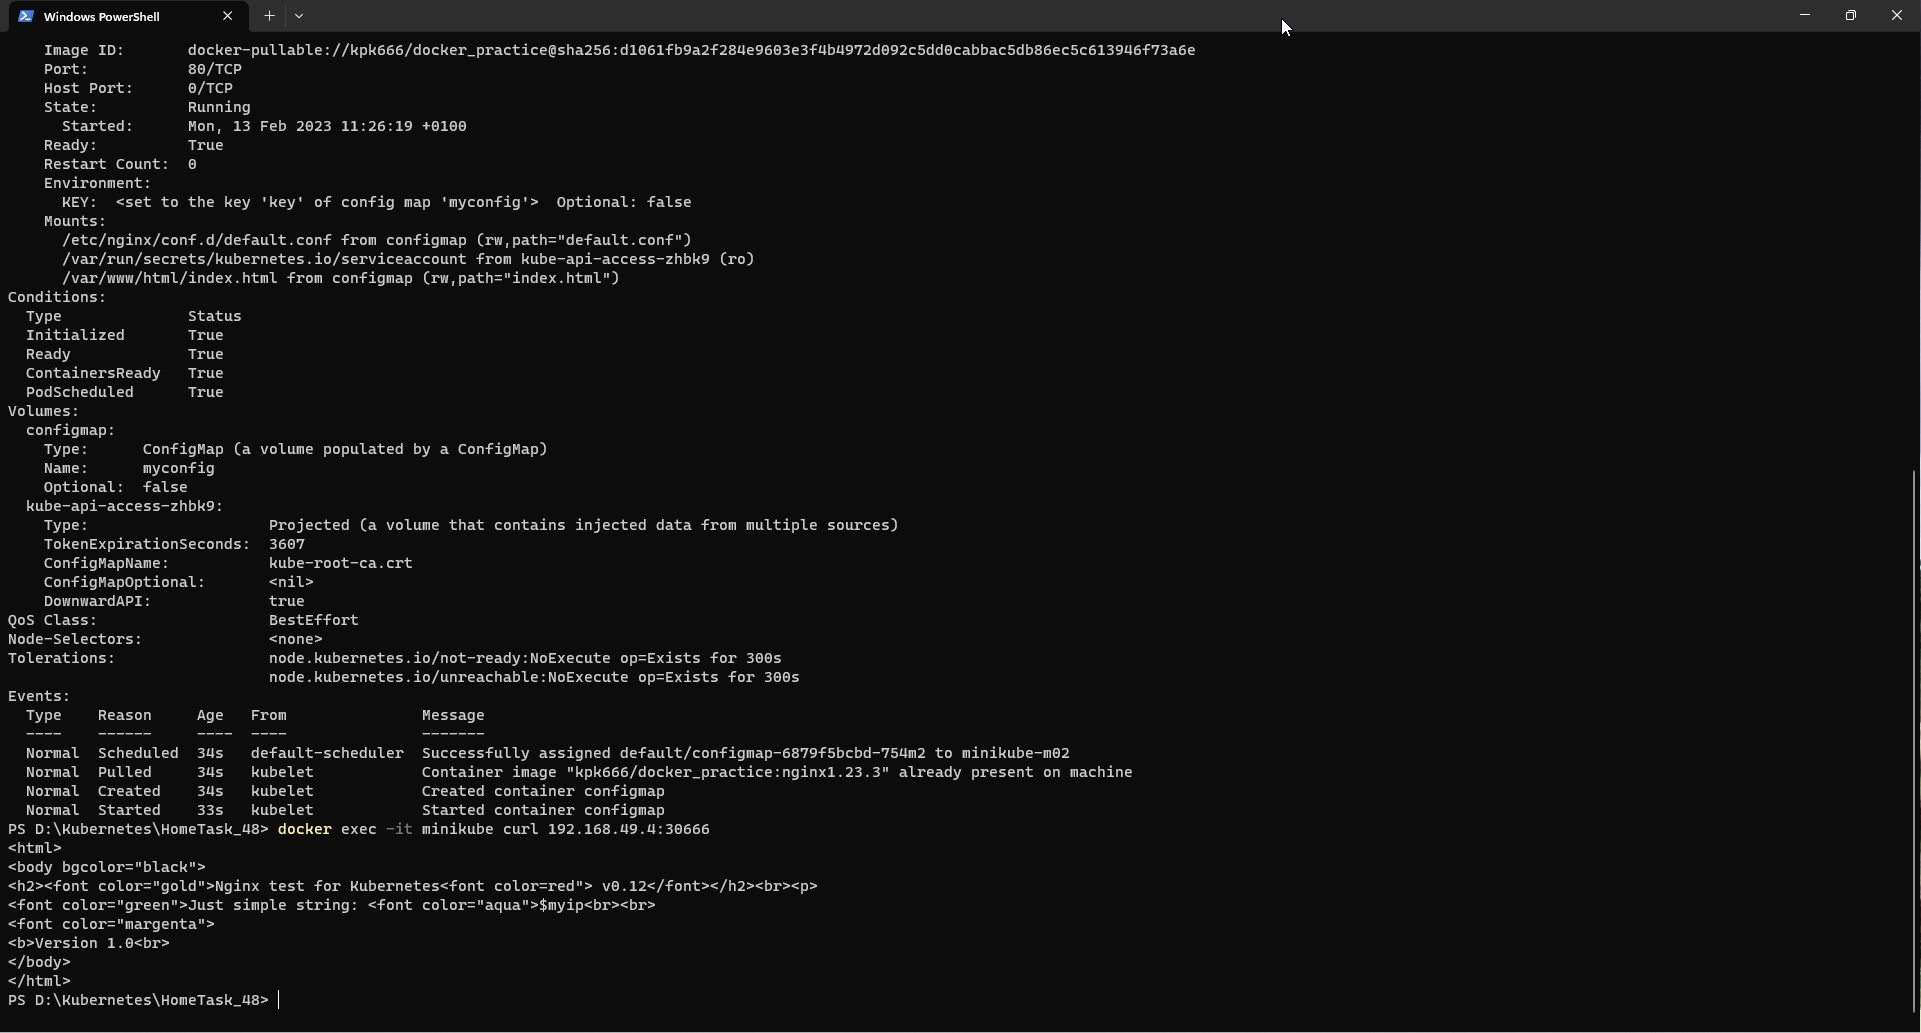 Windows PowerShell
    Image ID:       docker-pullable://kpk666/docker_practice@sha256:d1061fb9a2f284e9603e3f4b4972d092c5dd0cabbac5db86ec5c613946f73a6e
    Port:           80/TCP
    Host Port:      0/TCP
    State:          Running
      Started:      Mon, 13 Feb 2023 11:26:19 +0100
    Ready:          True
    Restart Count:  0
    Environment:
      KEY:  <set to the key 'key' of config map 'myconfig'>  Optional: false
    Mounts:
      /etc/nginx/conf.d/default.conf from configmap (rw,path="default.conf")
      /var/run/secrets/kubernetes.io/serviceaccount from kube-api-access-zhbk9 (ro)
      /var/www/html/index.html from configmap (rw,path="index.html")
Conditions:
  Type              Status
  Initialized       True
  Ready             True
  ContainersReady   True
  PodScheduled      True
Volumes:
  configmap:
    Type:      ConfigMap (a volume populated by a ConfigMap)
    Name:      myconfig
    Optional:  false
  kube-api-access-zhbk9:
    Type:                    Projected (a volume that contains injected data from multiple sources)
    TokenExpirationSeconds:  3607
    ConfigMapName:           kube-root-ca.crt
    ConfigMapOptional:       <nil>
    DownwardAPI:             true
QoS Class:                   BestEffort
Node-Selectors:              <none>
Tolerations:                 node.kubernetes.io/not-ready:NoExecute op=Exists for 300s
                             node.kubernetes.io/unreachable:NoExecute op=Exists for 300s
Events:
  Type    Reason     Age   From               Message
  ----    ------     ----  ----               -------
  Normal  Scheduled  34s   default-scheduler  Successfully assigned default/configmap-6879f5bcbd-754m2 to minikube-m02
  Normal  Pulled     34s   kubelet            Container image "kpk666/docker_practice:nginx1.23.3" already present on machine
  Normal  Created    34s   kubelet            Created container configmap
  Normal  Started    33s   kubelet            Started container configmap
PS D:\Kubernetes\HomeTask_48> docker exec -it minikube curl 192.168.49.4:30666
<html>
<body bgcolor="black">
<h2><font color="gold">Nginx test for Kubernetes<font color=red"> v0.12</font></h2><br><p>
<font color="green">Just simple string: <font color="aqua">$myip<br><br>
<font color="margenta">
<b>Version 1.0<br>
</body>
</html>
PS D:\Kubernetes\HomeTask_48>